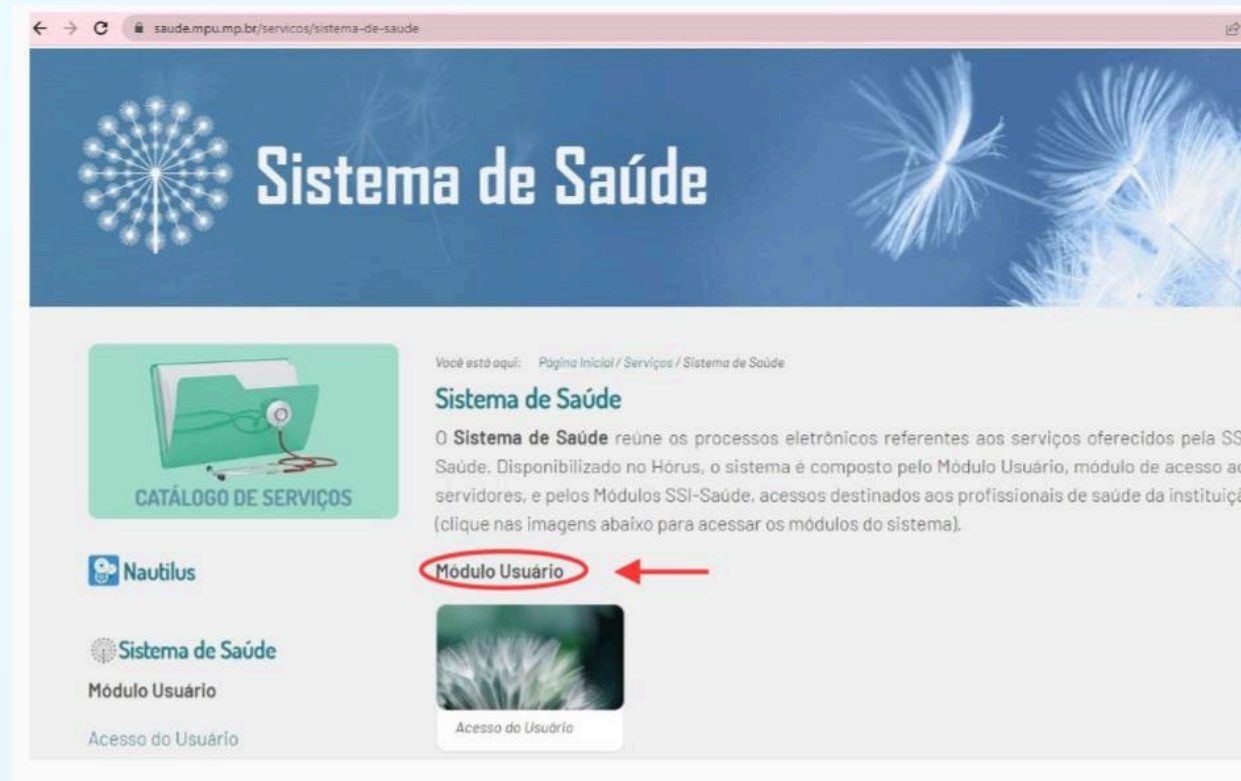 saude.mpu.mp.br/servicos/sistema-de-saude
Sistema de Saúde
CATÁLOGO DE SERVIÇOS
Nautilus
Sistema de Saúde
Módulo Usuário
Acesso do Usuário
Você está aqui: Página Inicial / Serviços / Sistema de Saúde
Sistema de Saúde
O Sistema de Saúde reúne os processos eletrônicos referentes aos serviços oferecidos pela SS
Saúde. Disponibilizado no Hórus, o sistema é composto pelo Módulo Usuário, módulo de acesso ao
servidores, e pelos Módulos SSI-Saúde, acessos destinados aos profissionais de saúde da instituiçã
(clique nas imagens abaixo para acessar os módulos do sistema).
Módulo Usuário
Acesso do Usuário